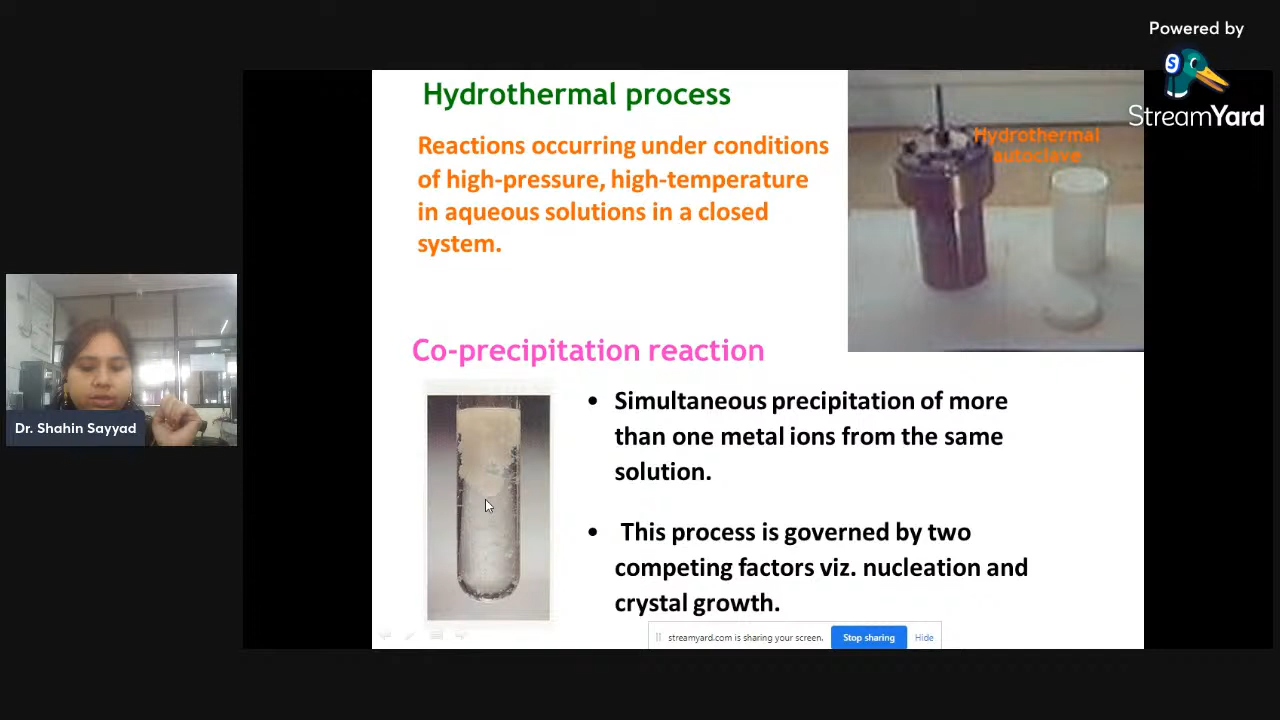 Powered by
StreamYard
Hydrothermal process
Reactions occurring under conditions
of high-pressure, high-temperature
in aqueous solutions in a closed
system.
Hydrothermal
autoclave
Co-precipitation reaction
• Simultaneous precipitation of more
than one metal ions from the same
solution.
• This process is governed by two
competing factors viz. nucleation and
crystal growth.
Dr. Shahin Sayyad
streamyard.com is sharing your screen.
Stop sharing
Hide